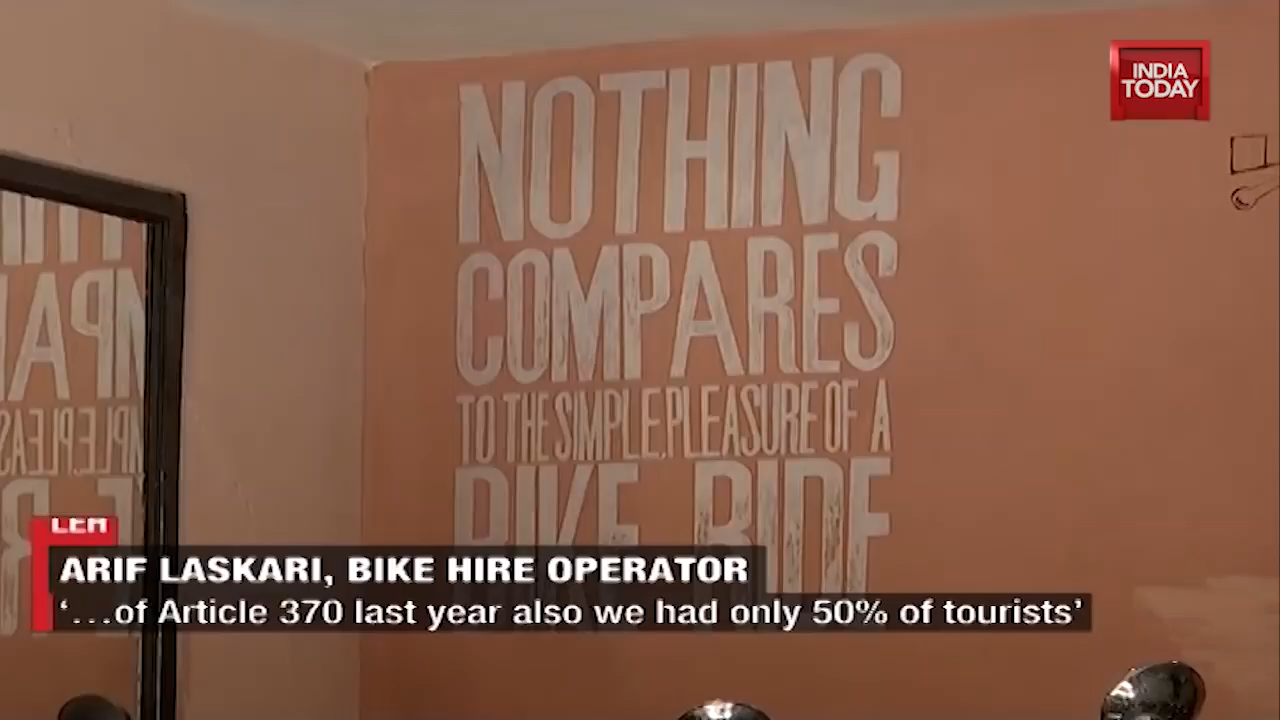 INDIA
TODAY
NOTHING
COMPARES
TO THE SIMPLE, PLEASURE OF A
BIKE RIDE
LEH
ARIF LASKARI, BIKE HIRE OPERATOR
‘...of Article 370 last year also we had only 50% of tourists’